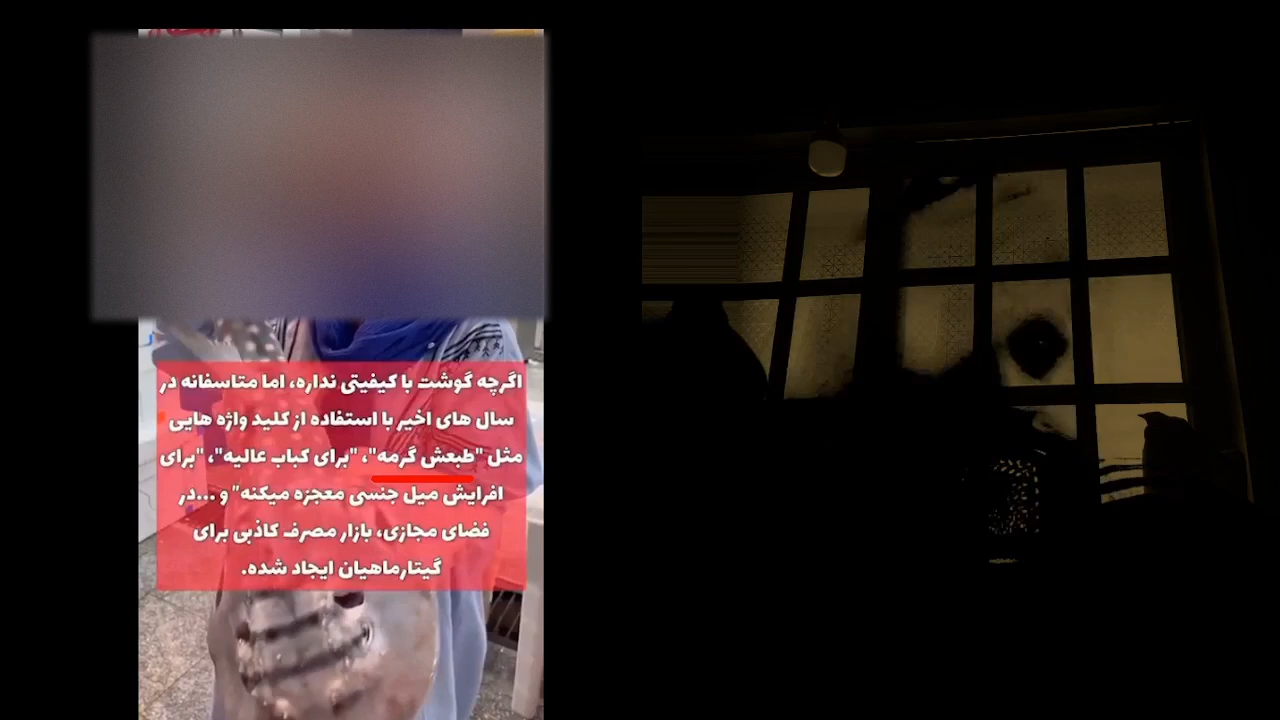 اگرچه گوشت با کیفیتی نداره، اما متاسفانه در
سال های اخیر با استفاده از کلید واژه هایی
مثل "طبعش گرمه"، "برای کباب عالیه"، "برای
افرایش میل جنسی معجزه میکنه" و ...در
فضای مجازی، بازار مصرف کاذبی برای
گیتارماهیان ایجاد شده.